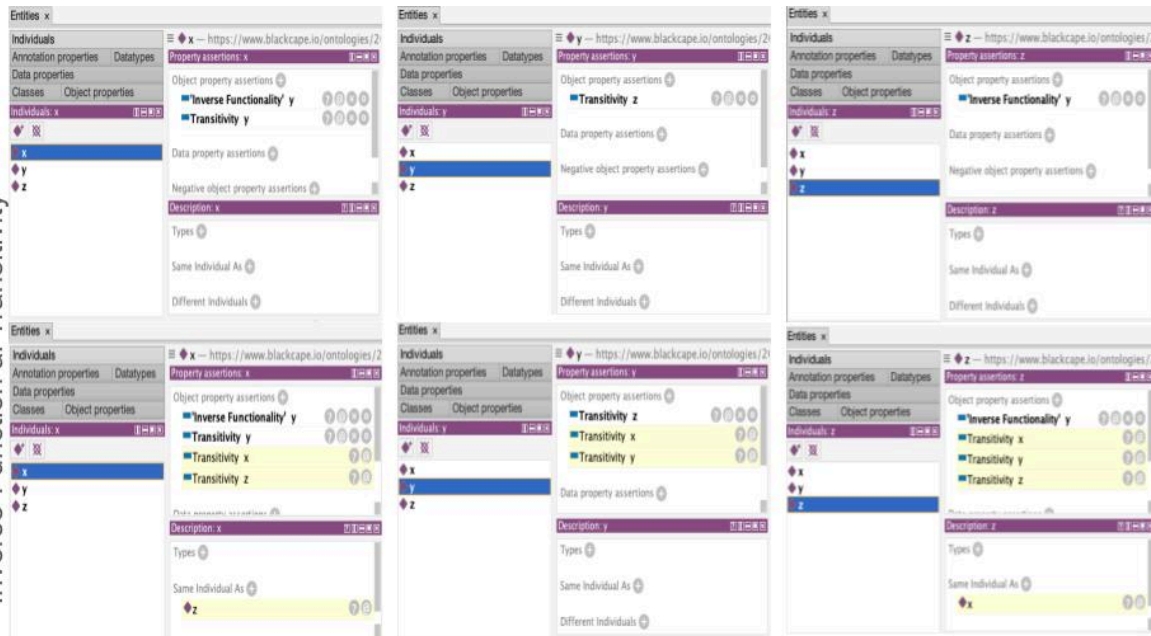 Entities x
Individuals
Annotation properties Datatypes
Data properties
Classes Object properties
Individuals: x
x
y
z
x — https://www.blackcape.io/ontologies/2
Property assertions: x
Object property assertions
'Inverse Functionality' y
Transitivity y
Data property assertions
Negative object property assertions
Description: x
Types
Same Individual As
Different Individuals
Entities x
Individuals
Annotation properties Datatypes
Data properties
Classes Object properties
Individuals: y
x
y
z
y — https://www.blackcape.io/ontologies/2
Property assertions: y
Object property assertions
Transitivity z
Data property assertions
Negative object property assertions
Description: y
Types
Same Individual As
Different Individuals
Entities x
Individuals
Annotation properties Datatypes
Data properties
Classes Object properties
Individuals: z
x
y
z
z — https://www.blackcape.io/ontologies/
Property assertions: z
Object property assertions
'Inverse Functionality' y
Data property assertions
Negative object property assertions
Description: z
Types
Same Individual As
Different Individuals
Entities x
Individuals
Annotation properties Datatypes
Data properties
Classes Object properties
Individuals: x
x
y
z
x — https://www.blackcape.io/ontologies/2
Property assertions: x
Object property assertions
'Inverse Functionality' y
Transitivity y
Transitivity x
Transitivity z
Data property assertions
Description: x
Types
Same Individual As
z
Entities x
Individuals
Annotation properties Datatypes
Data properties
Classes Object properties
Individuals: y
x
y
z
y — https://www.blackcape.io/ontologies/2
Property assertions: y
Object property assertions
Transitivity z
Transitivity x
Transitivity y
Data property assertions
Description: y
Types
Same Individual As
Different Individuals
Entities x
Individuals
Annotation properties Datatypes
Data properties
Classes Object properties
Individuals: z
x
y
z
z — https://www.blackcape.io/ontologies/
Property assertions: z
Object property assertions
'Inverse Functionality' y
Transitivity x
Transitivity y
Transitivity z
Description: z
Types
Same Individual As
x